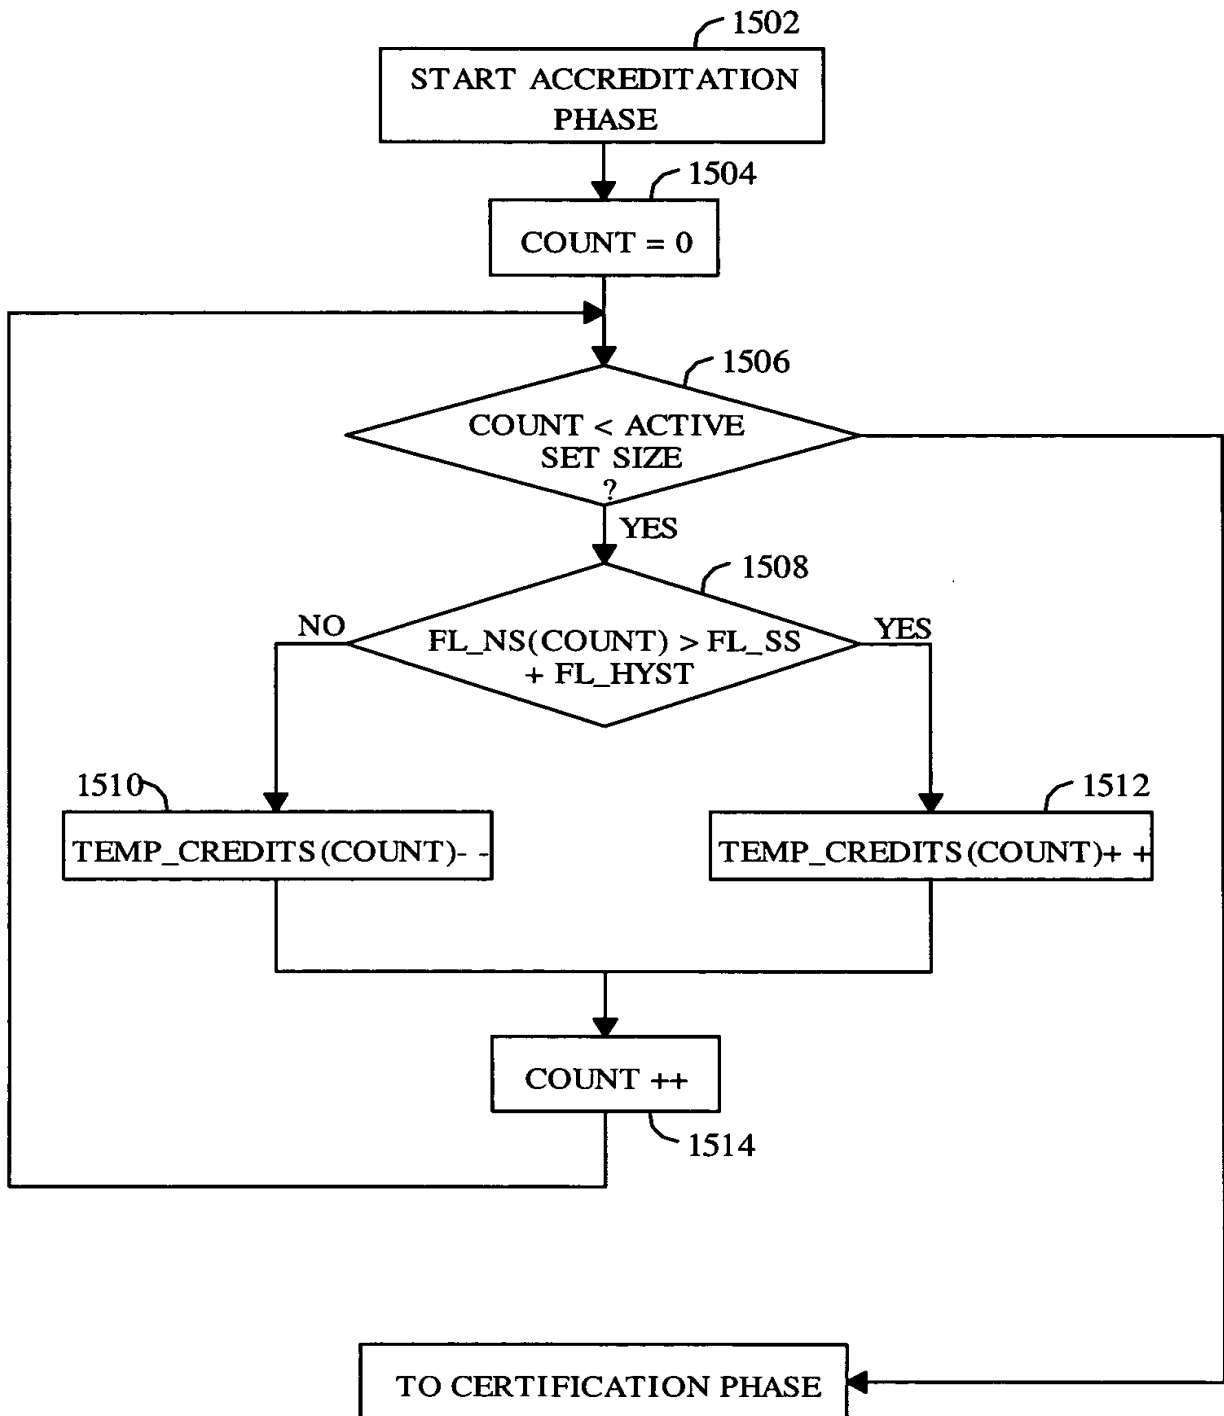 1502
START ACCREDITATION
PHASE
1504
COUNT = 0
1506
COUNT < ACTIVE
SET SIZE
?
YES
1508
NO
FL_NS(COUNT) > FL_SS
+ FL_HYST
YES
1510
TEMP_CREDITS(COUNT)- -
1512
TEMP_CREDITS(COUNT)+ +
COUNT ++
1514
TO CERTIFICATION PHASE